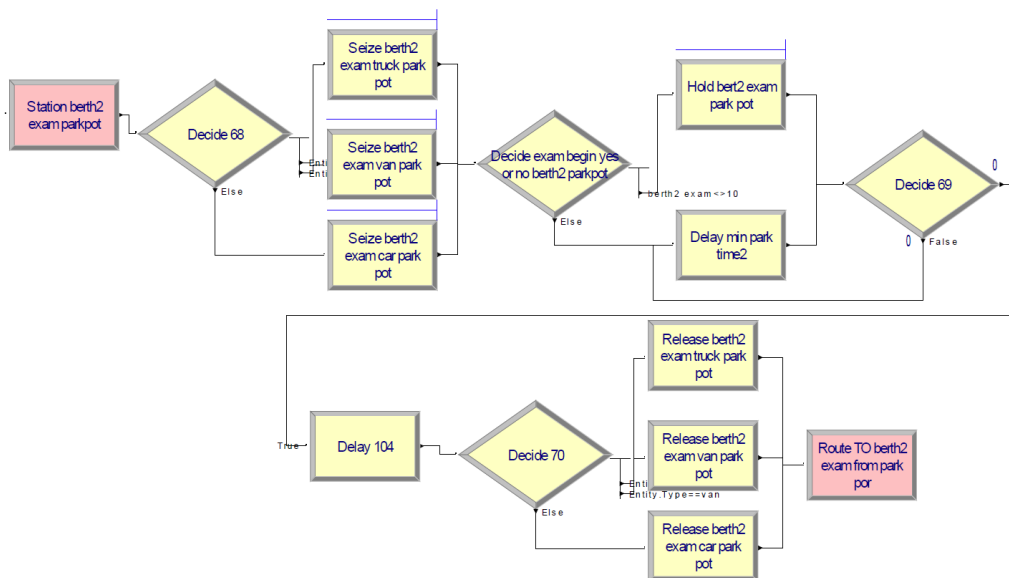 Station berth2
exam parkpot
Decide 68
Entity
Entity
Else
Seize berth2
exam truck park
pot
Seize berth2
exam van park
pot
Seize berth2
exam car park
pot
Decide exam begin yes
or no berth2 parkpot
berth2 exam<>10
Else
Hold bert2 exam
park pot
Delay min park
time2
Decide 69
0
0
False
True
Delay 104
Decide 70
Enti
Entity.Type==van
Else
Release berth2
exam truck park
pot
Release berth2
exam van park
pot
Release berth2
exam car park
pot
Route TO berth2
exam from park
por